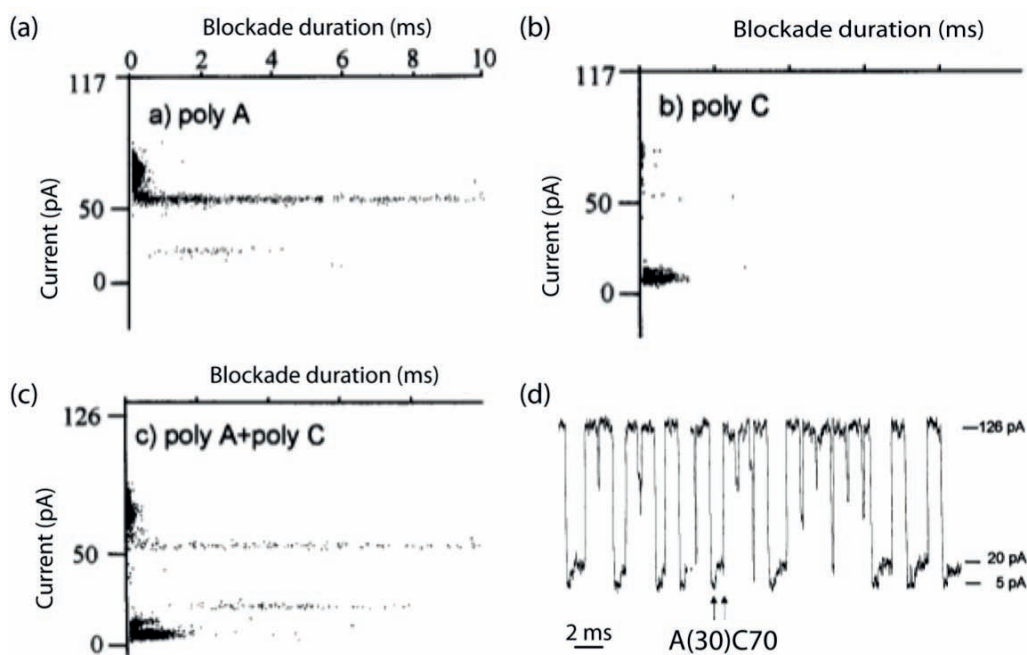 (a)
Blockade duration (ms)
0 2 4 6 8 10
117
a) poly A
50
0
Current (pA)
(b)
Blockade duration (ms)
117
b) poly C
50
0
Current (pA)
(c)
Blockade duration (ms)
126
c) poly A+poly C
50
0
Current (pA)
(d)
126 pA
20 pA
5 pA
2 ms
A(30)C70